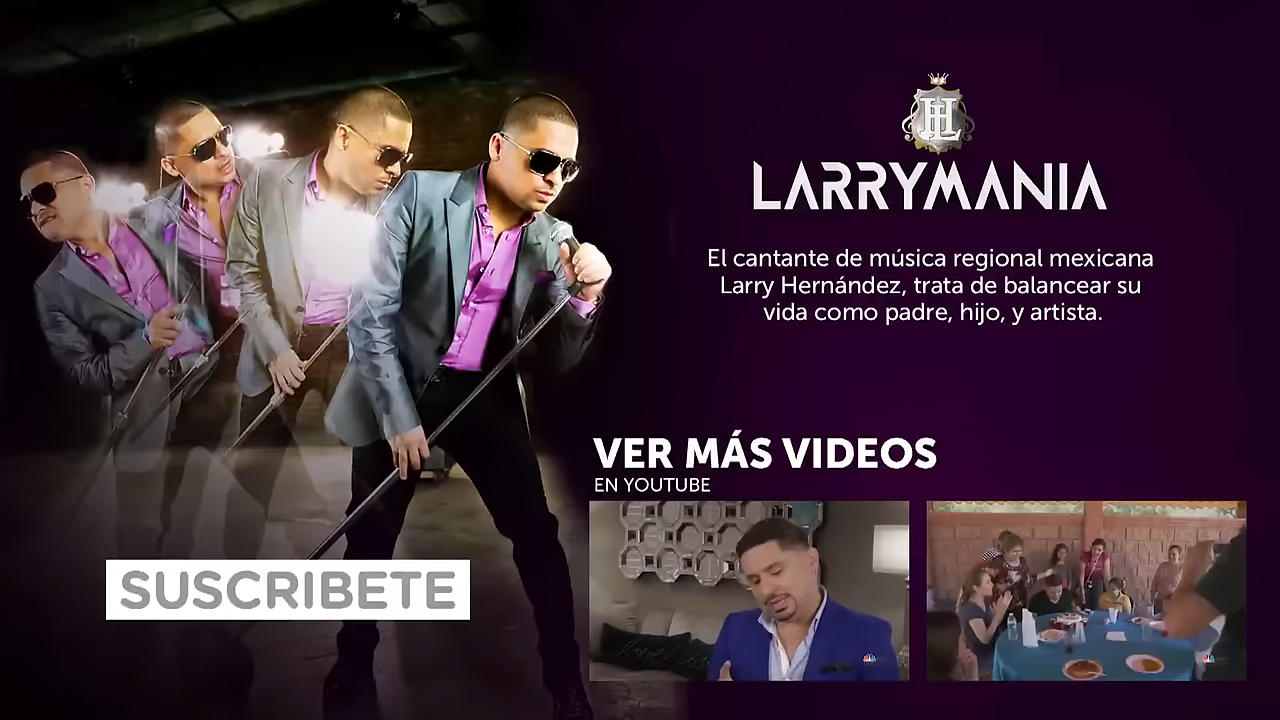 HL
LARRYMANIA
El cantante de música regional mexicana
Larry Hernández, trata de balancear su
vida como padre, hijo, y artista.
VER MÁS VIDEOS
EN YOUTUBE
SUSCRIBETE